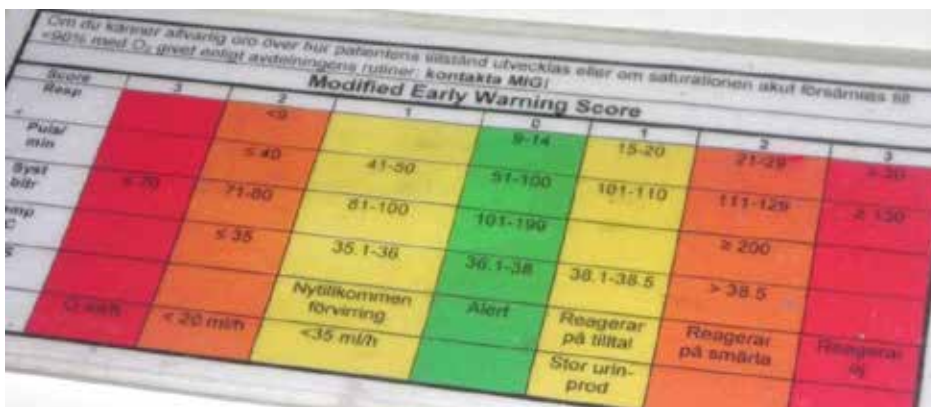 Om du känner allvarlig oro över hur patientens tillstånd utvecklas eller om saturationen akut försämras till
<90% med O₂ givet enligt avdelningens rutiner: kontakta MIG!
Modified Early Warning Score
Score 3 2 1 0 1 2 3
Resp <9 9-14 15-20 21-29 ≥ 30
Puls/
min ≤ 40 41-50 51-100 101-110 111-129 ≥ 130
Syst
bltr ≤ 70 71-80 81-100 101-199 ≥ 200
≤ 35 35.1-36 36.1-38 38.1-38.5 > 38.5
Nytillkommen
förvirring Alert Reagerar
på tilltal Reagerar
på smärta Reagerar
ej
< 20 ml/h <35 ml/h Stor urin-
prod